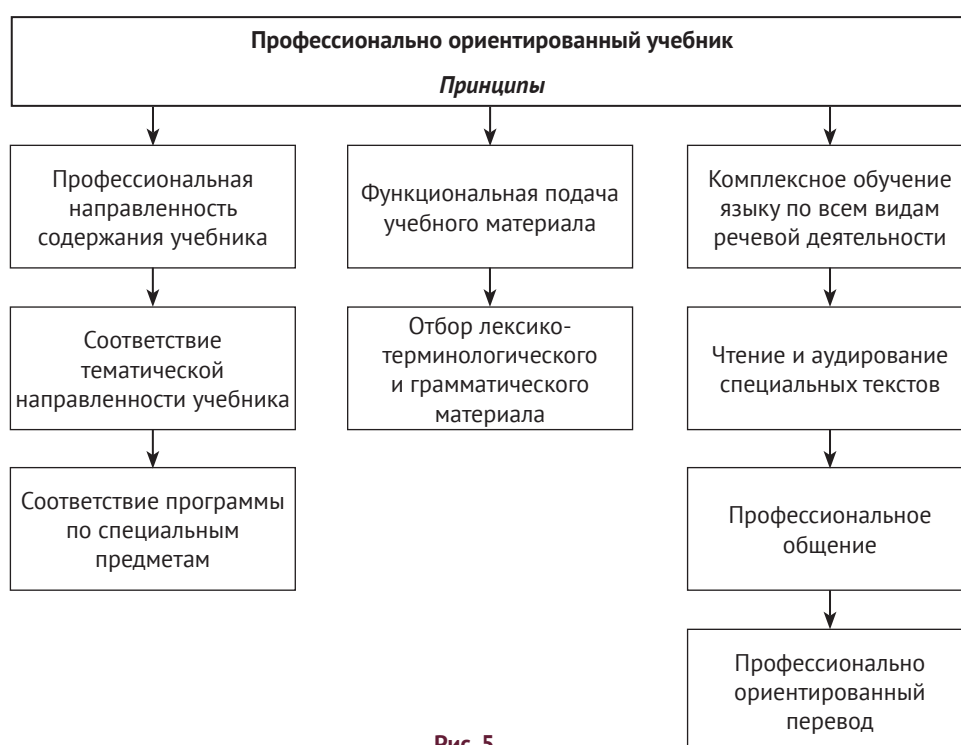 Профессионально ориентированный учебник
Принципы
Профессиональная
направленность
содержания учебника
Соответствие
тематической
направленности учебника
Соответствие программы
по специальным
предметам
Функциональная подача
учебного материала
Отбор лексико-
терминологического
и грамматического
материала
Комплексное обучение
языку по всем видам
речевой деятельности
Чтение и аудирование
специальных текстов
Профессиональное
общение
Профессионально
ориентированный
перевод
Рис. 5